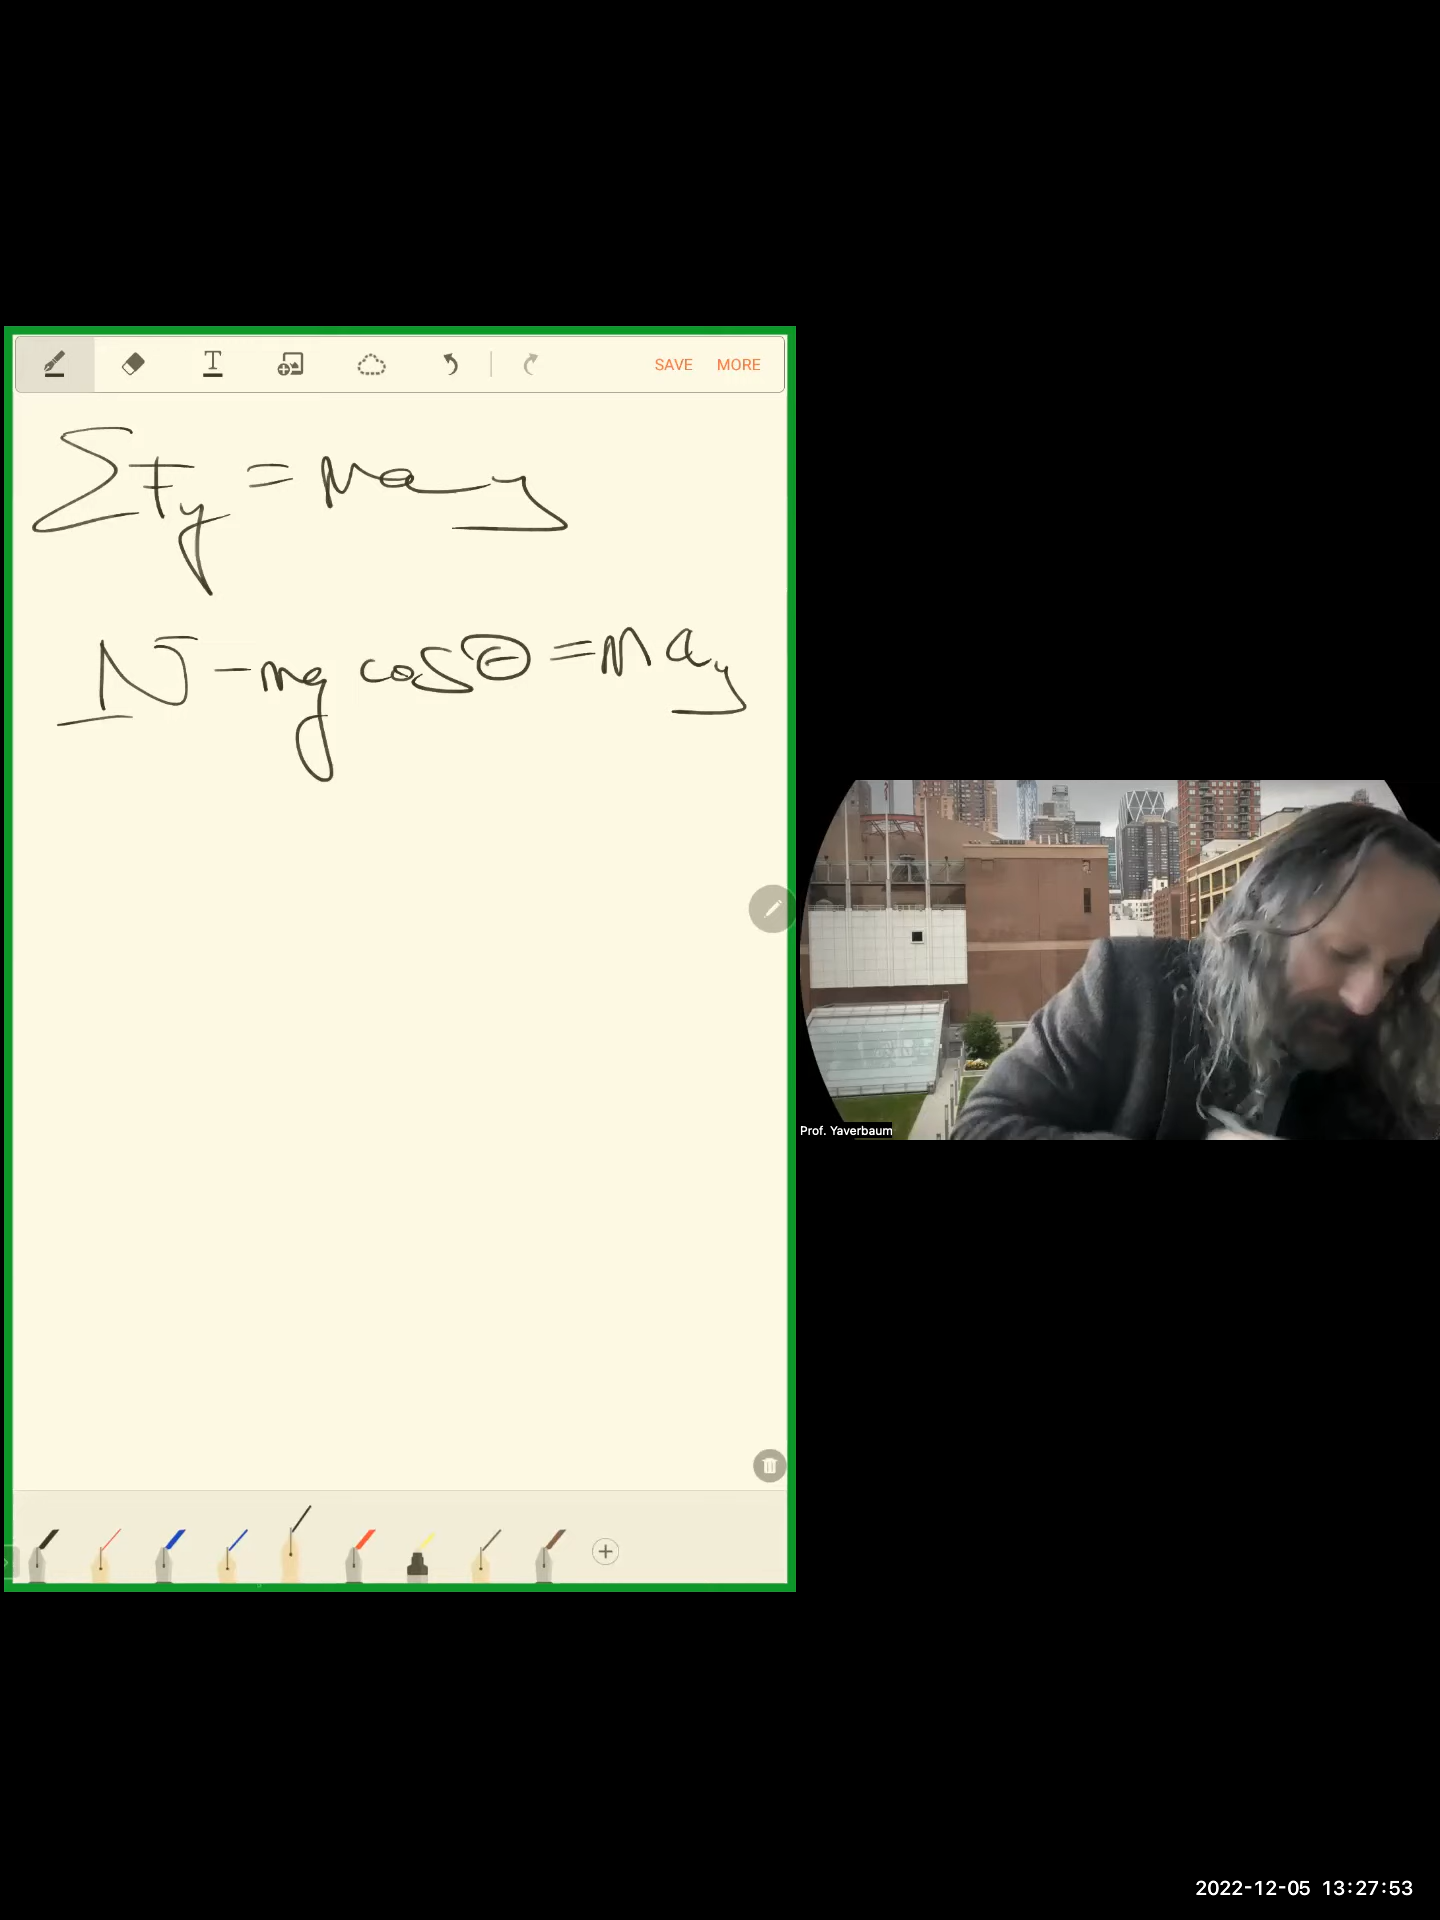 T
SAVE MORE
ΣFy = may
N - mg cosθ = may
Prof. Yaverbaum
2022-12-05 13:27:53